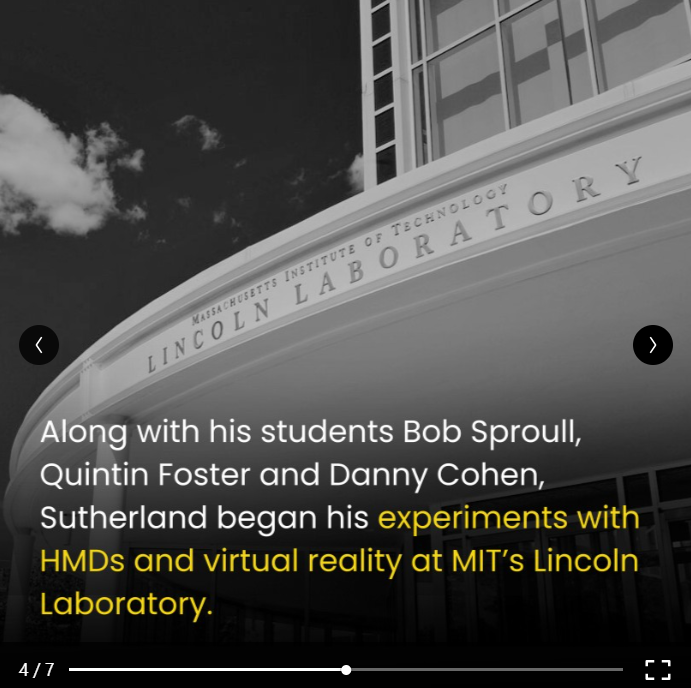 MASSACHUSETTS INSTITUTE OF TECHNOLOGY
LINCOLN LABORATORY
Along with his students Bob Sproull,
Quintin Foster and Danny Cohen,
Sutherland began his experiments with
HMDs and virtual reality at MIT’s Lincoln
Laboratory.
4 / 7